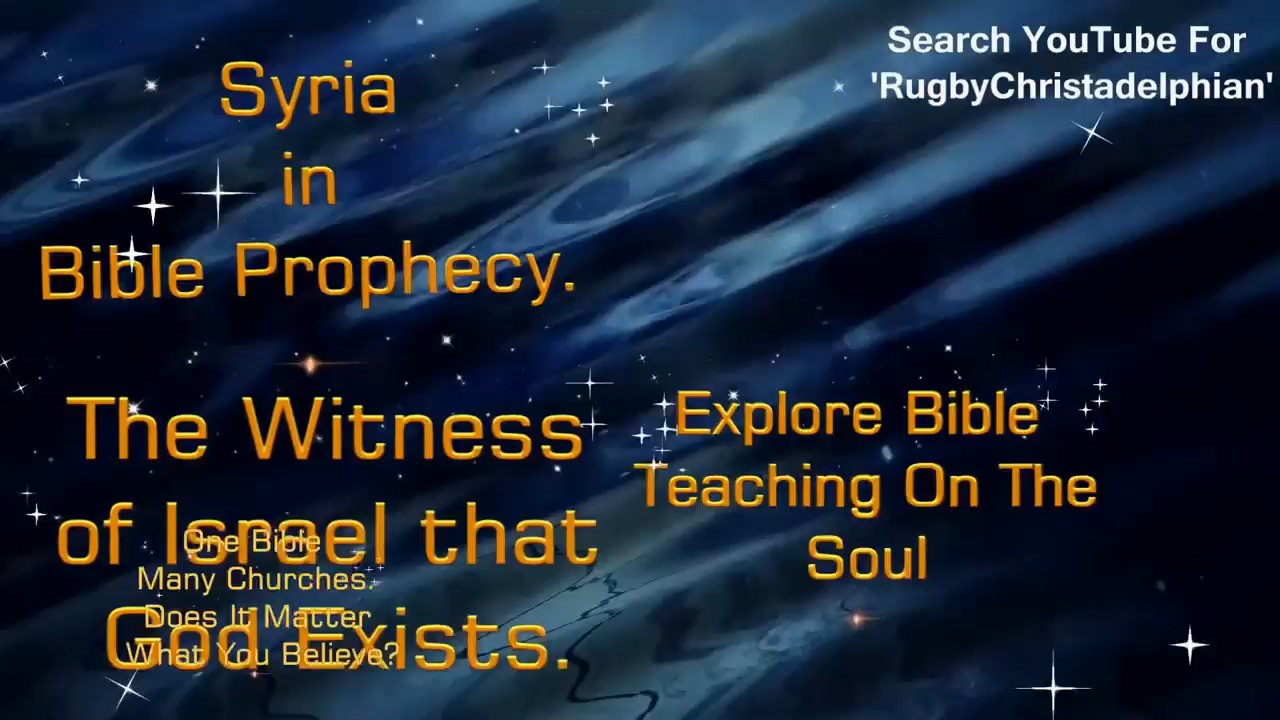 Search YouTube For
'RugbyChristadelphian'
Syria
in
Bible Prophecy.
The Witness
of Israel that
God Exists.
One Bible
Many Churches.
Does It Matter
What You Believe?
Explore Bible
Teaching On The
Soul